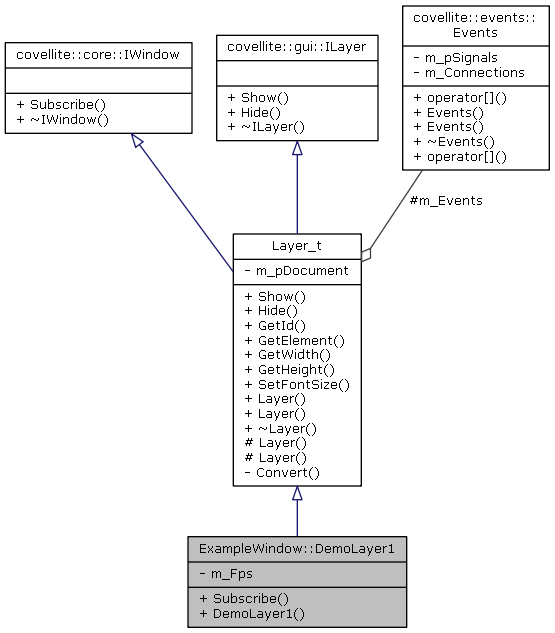 covellite::core::IWindow
+ Subscribe()
+ ~IWindow()
covellite::gui::ILayer
+ Show()
+ Hide()
+ ~ILayer()
covellite::events::
Events
- m_pSignals
- m_Connections
+ operator[]()
+ Events()
+ Events()
+ ~Events()
+ operator[]()
#m_Events
Layer_t
- m_pDocument
+ Show()
+ Hide()
+ GetId()
+ GetElement()
+ GetWidth()
+ GetHeight()
+ SetFontSize()
+ Layer()
+ Layer()
+ ~Layer()
# Layer()
# Layer()
- Convert()
ExampleWindow::DemoLayer1
- m_Fps
+ Subscribe()
+ DemoLayer1()